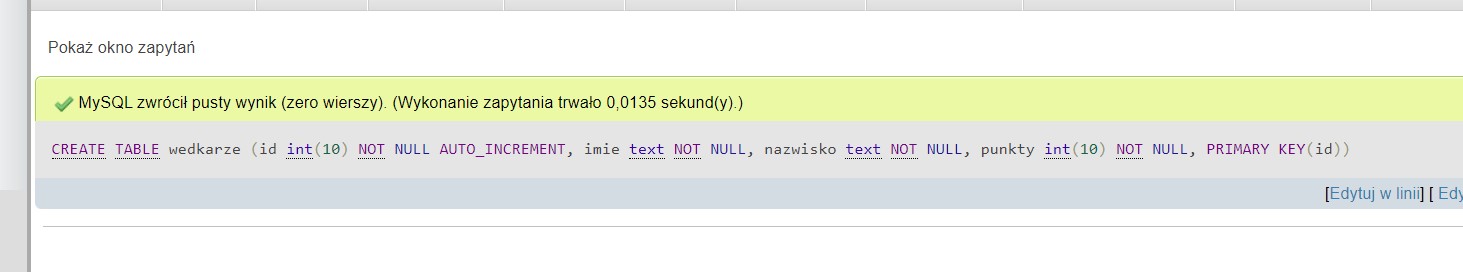 Pokaż okno zapytań
MySQL zwrócił pusty wynik (zero wierszy). (Wykonanie zapytania trwało 0,0135 sekund(y).)
CREATE TABLE wedkarze (id int(10) NOT NULL AUTO_INCREMENT, imie text NOT NULL, nazwisko text NOT NULL, punkty int(10) NOT NULL, PRIMARY KEY(id))
[Edytuj w linii] [ Edy